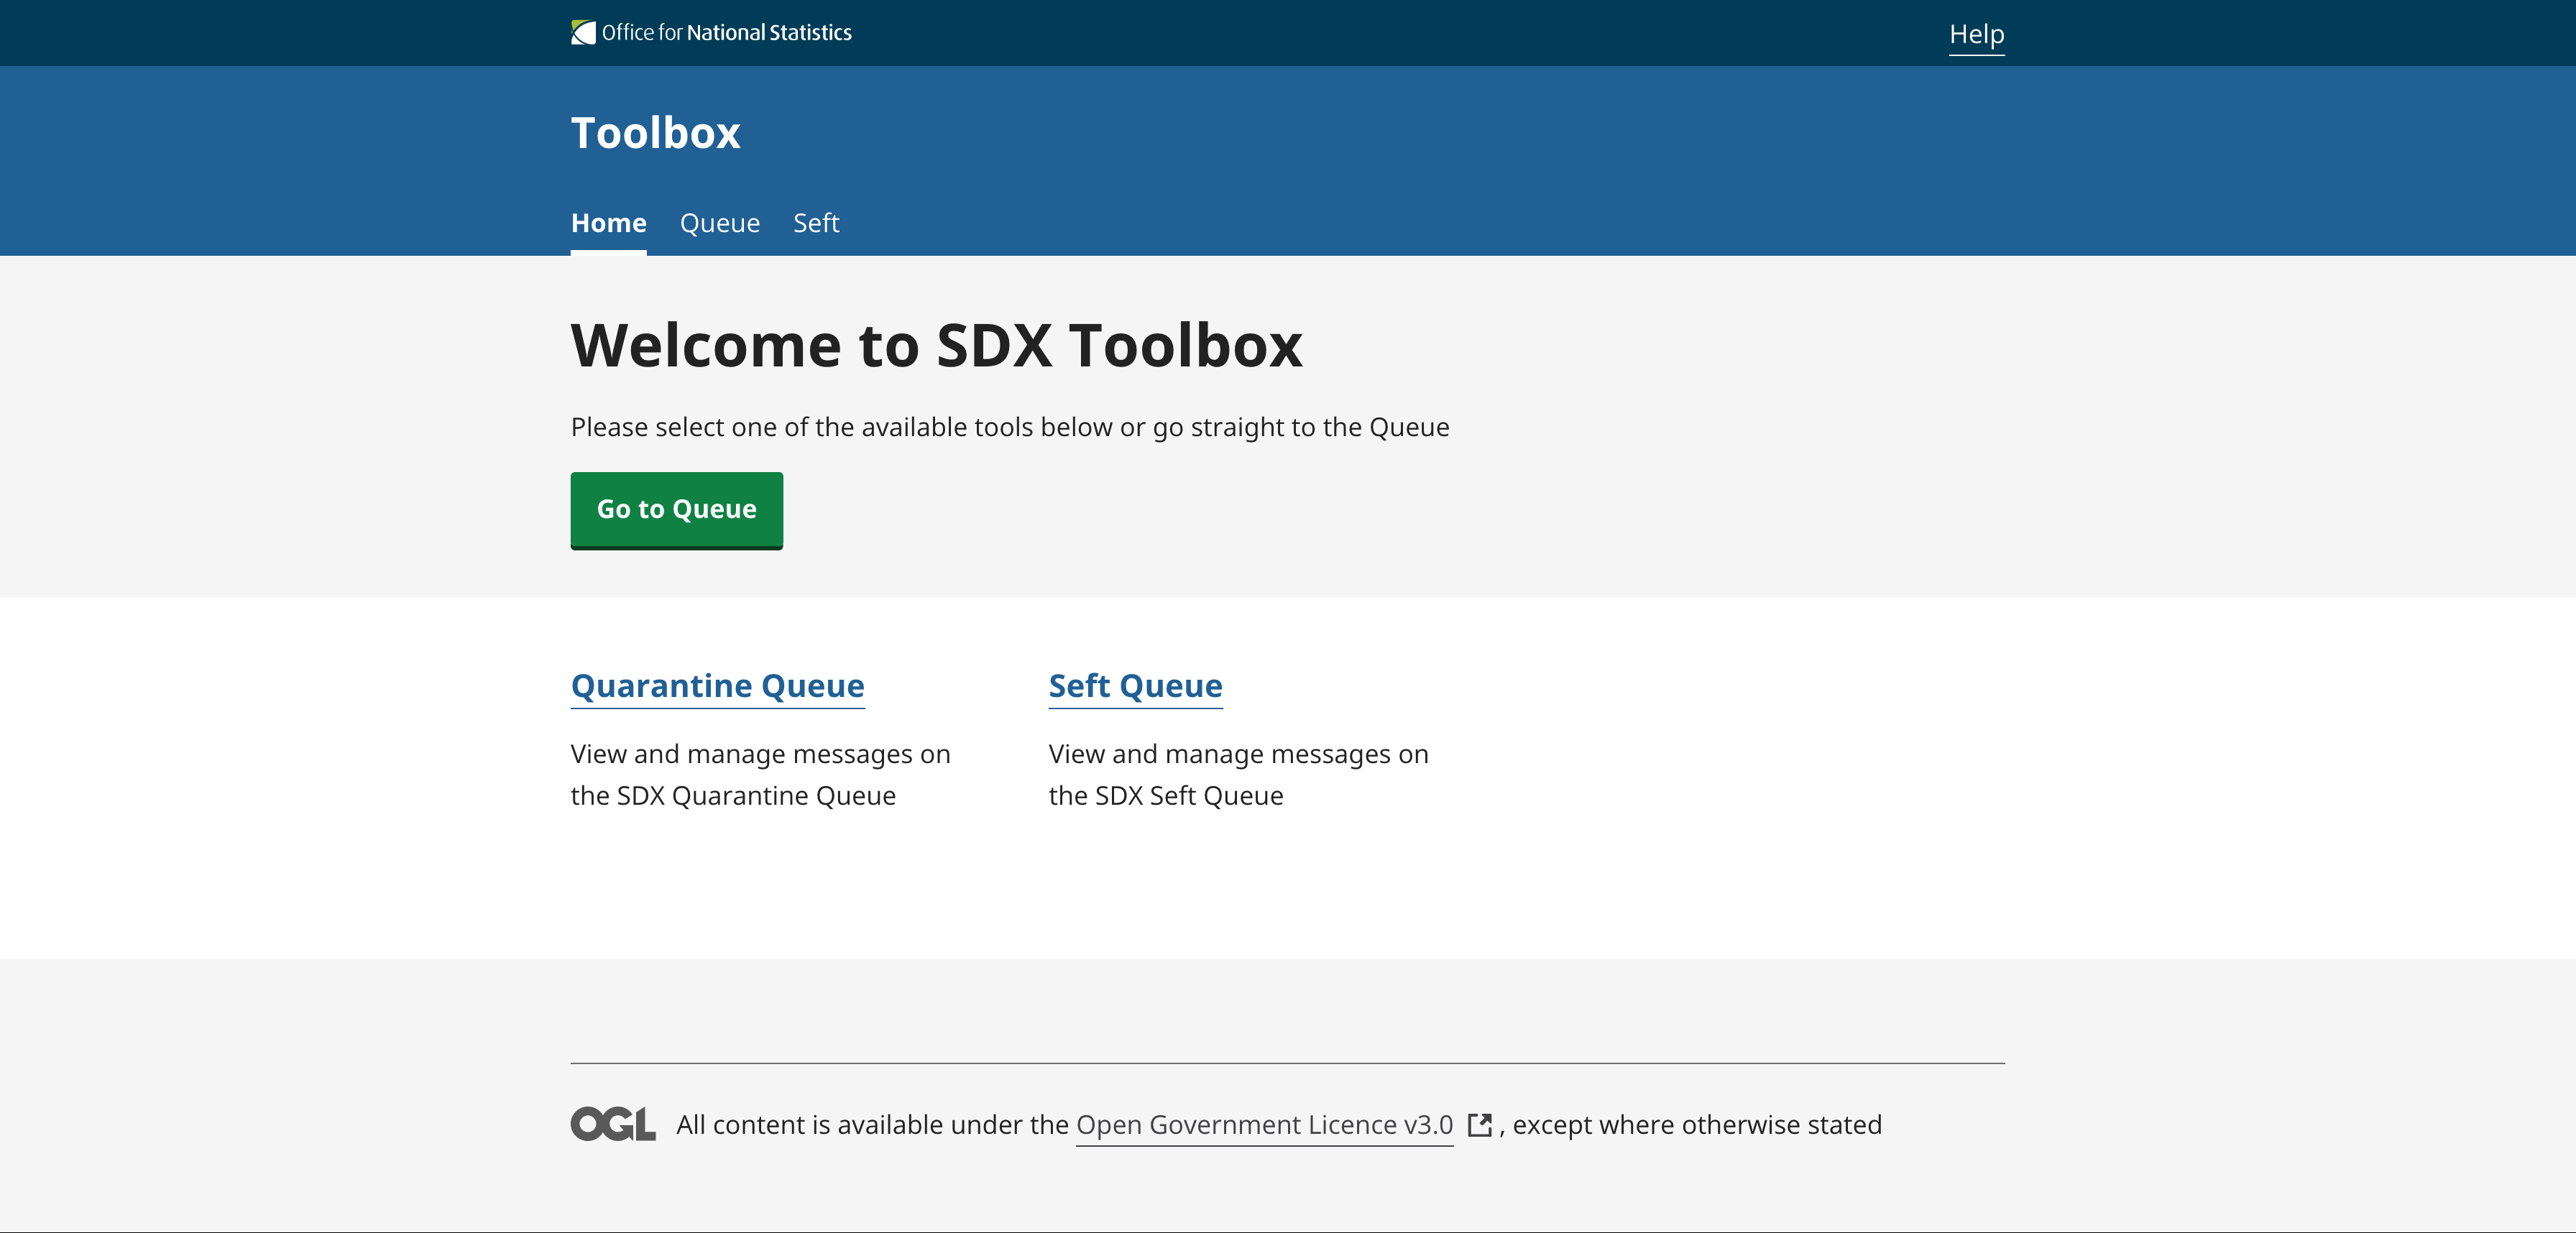 Office for National Statistics
Help
Toolbox
Home Queue Seft
Welcome to SDX Toolbox
Please select one of the available tools below or go straight to the Queue
Go to Queue
Quarantine Queue
View and manage messages on
the SDX Quarantine Queue
Seft Queue
View and manage messages on
the SDX Seft Queue
OGL All content is available under the Open Government Licence v3.0 , except where otherwise stated